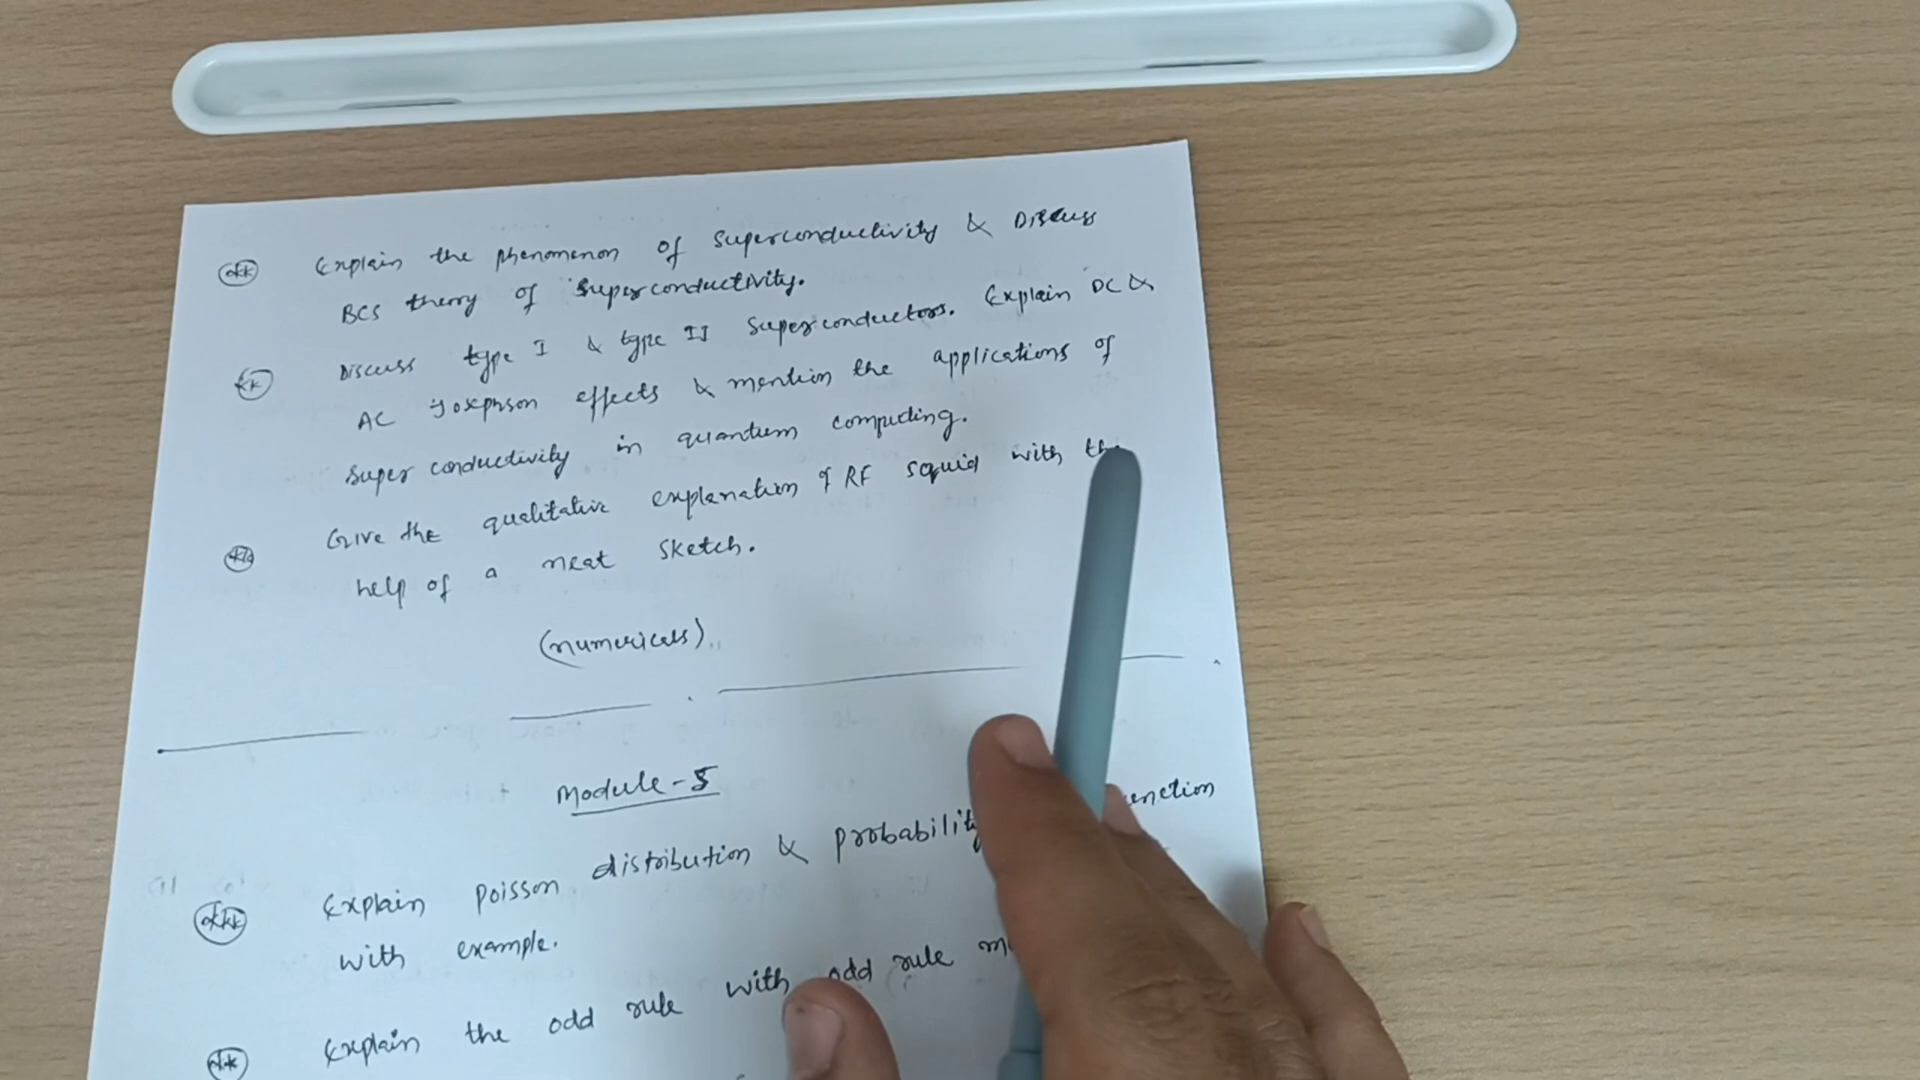 Explain the phenomenon of superconductivity & Discuss
BCS theory of superconductivity.
Discuss type I & type II superconductors. Explain DC &
AC Josephson effects & mention the applications of
super conductivity in quantum computing.
Give the qualitative explanation of RF squid with the
help of a neat sketch.
(numericals)
Module-5
Explain poisson distribution & probability
with example.
Explain the odd rule with odd rule